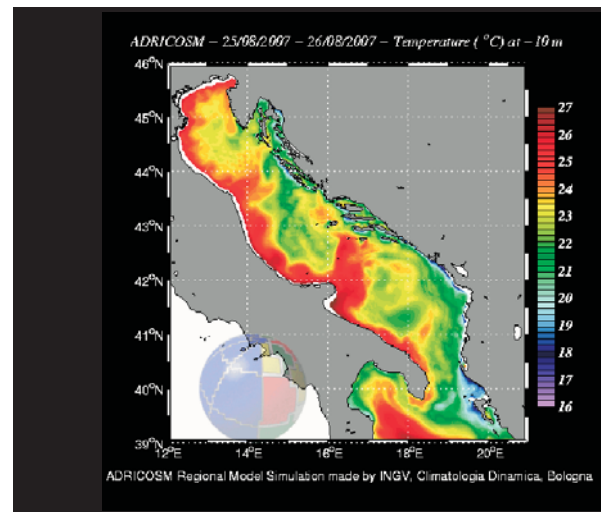 ADRICOSM – 25/08/2007 – 26/08/2007 – Temperature ( °C) at –10 m
46°N
45°N
44°N
43°N
42°N
41°N
40°N
39°N
12°E
14°E
16°E
18°E
20°E
27
26
25
24
23
22
21
20
19
18
17
16
ADRICOSM Regional Model Simulation made by INGV, Climatologia Dinamica, Bologna